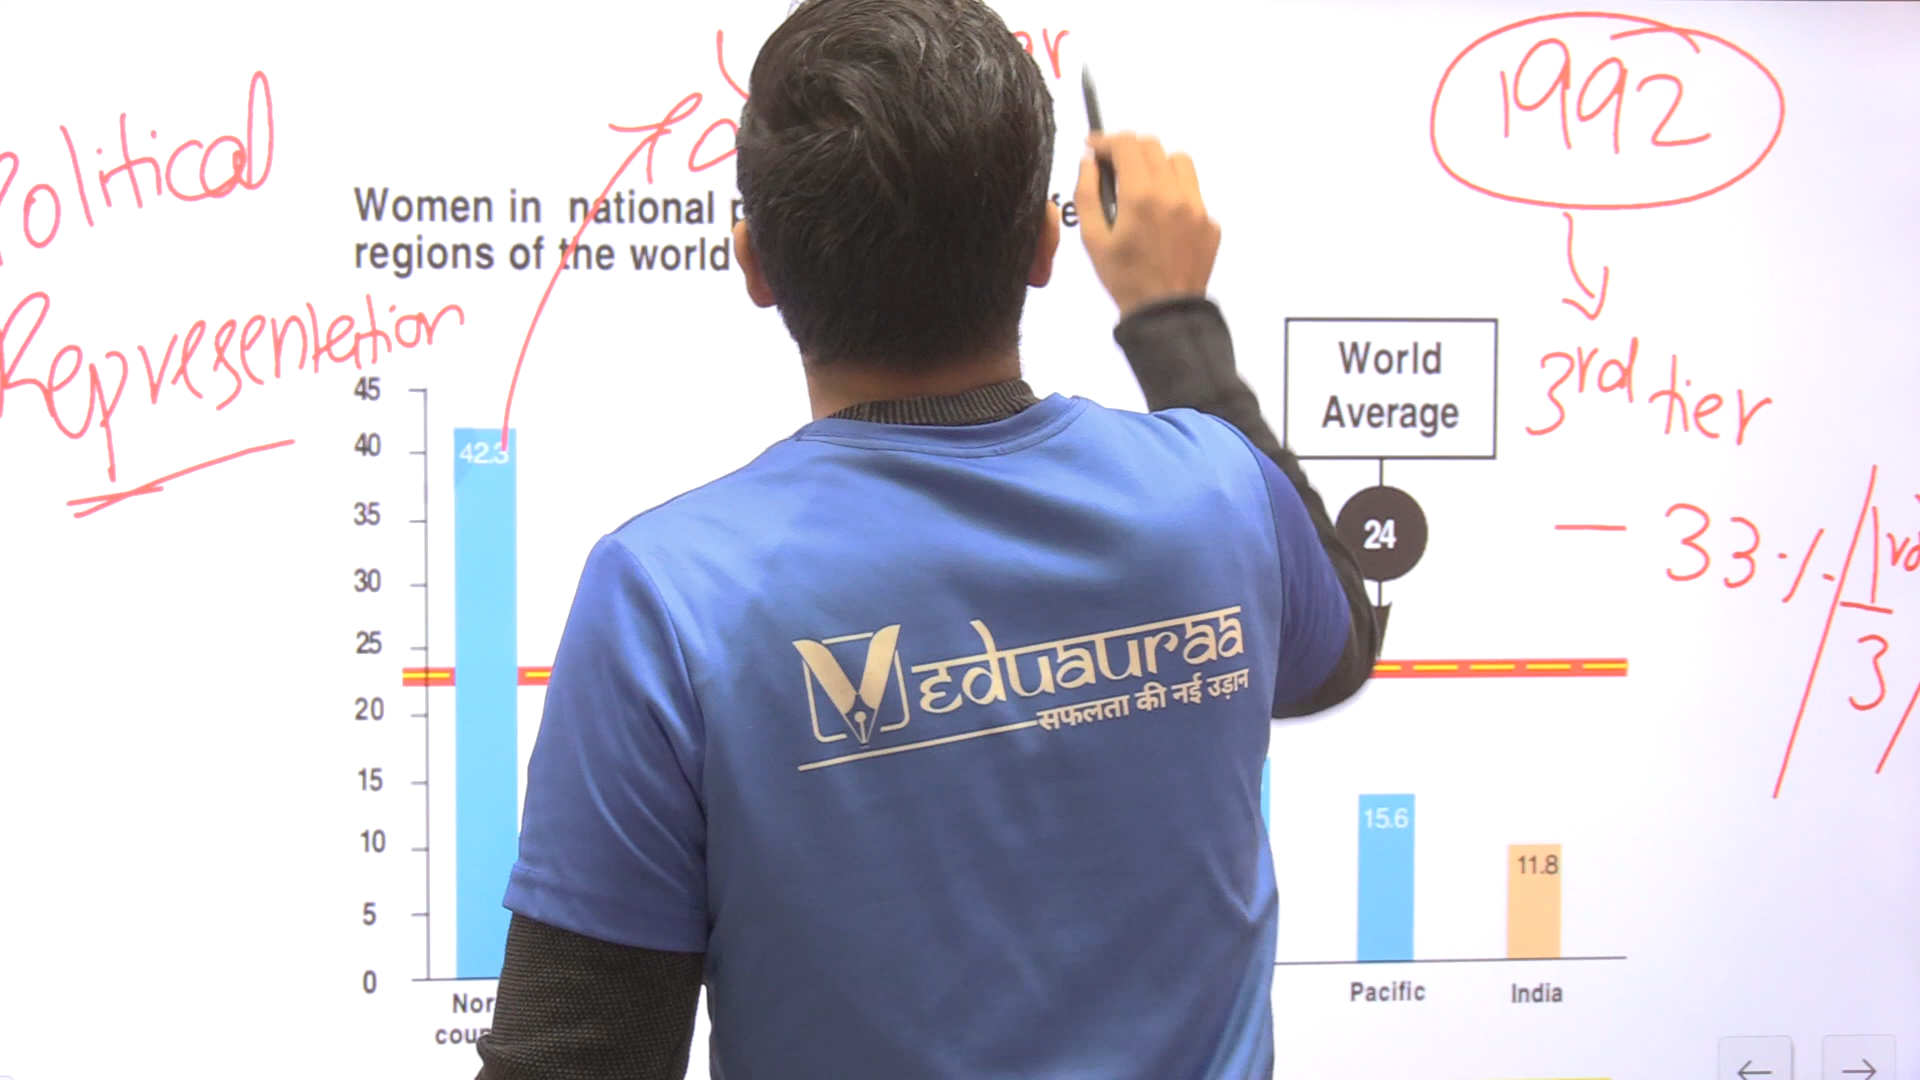 Political
Representation
1992
3rd tier
— 33 % 1/3
Women in national
regions of the world
World
Average
24
45
40
35
30
25
20
15
10
5
0
42.3
15.6
11.8
Pacific
India
eduauraa
सफलता की नई उड़ान